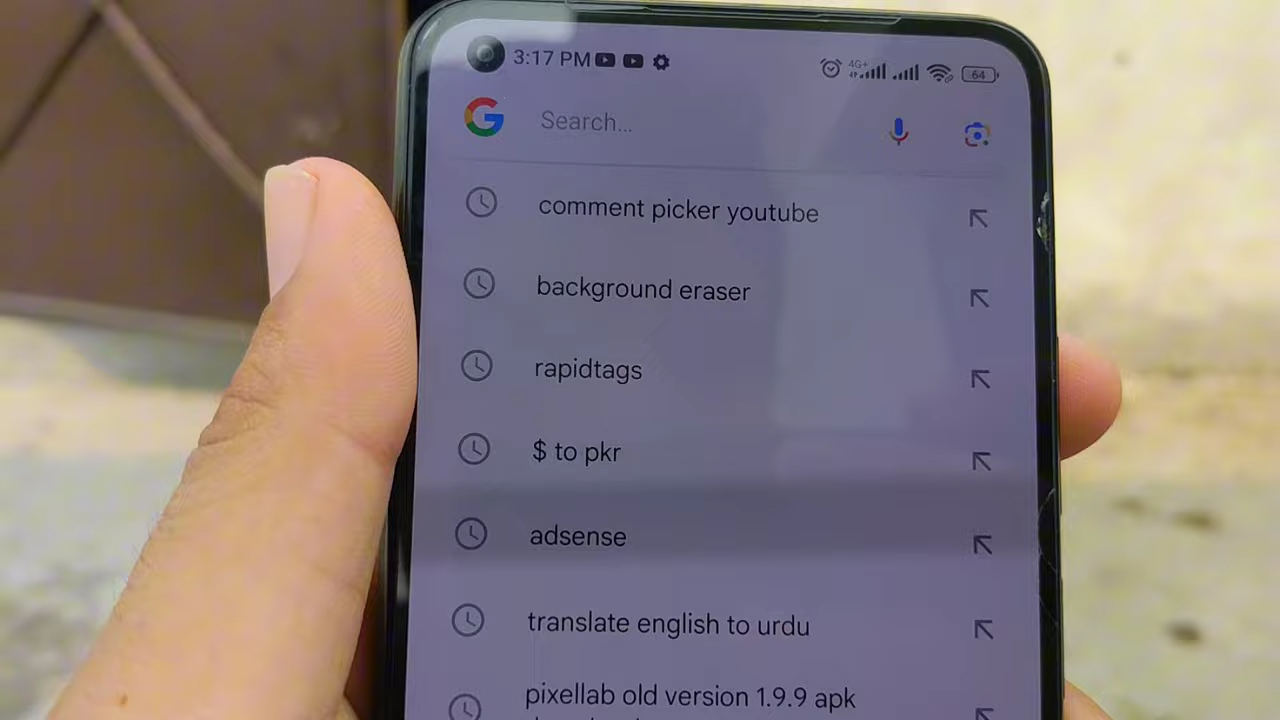 3:17 PM
4G+
64
Search...
comment picker youtube
background eraser
rapidtags
$ to pkr
adsense
translate english to urdu
pixellab old version 1.9.9 apk